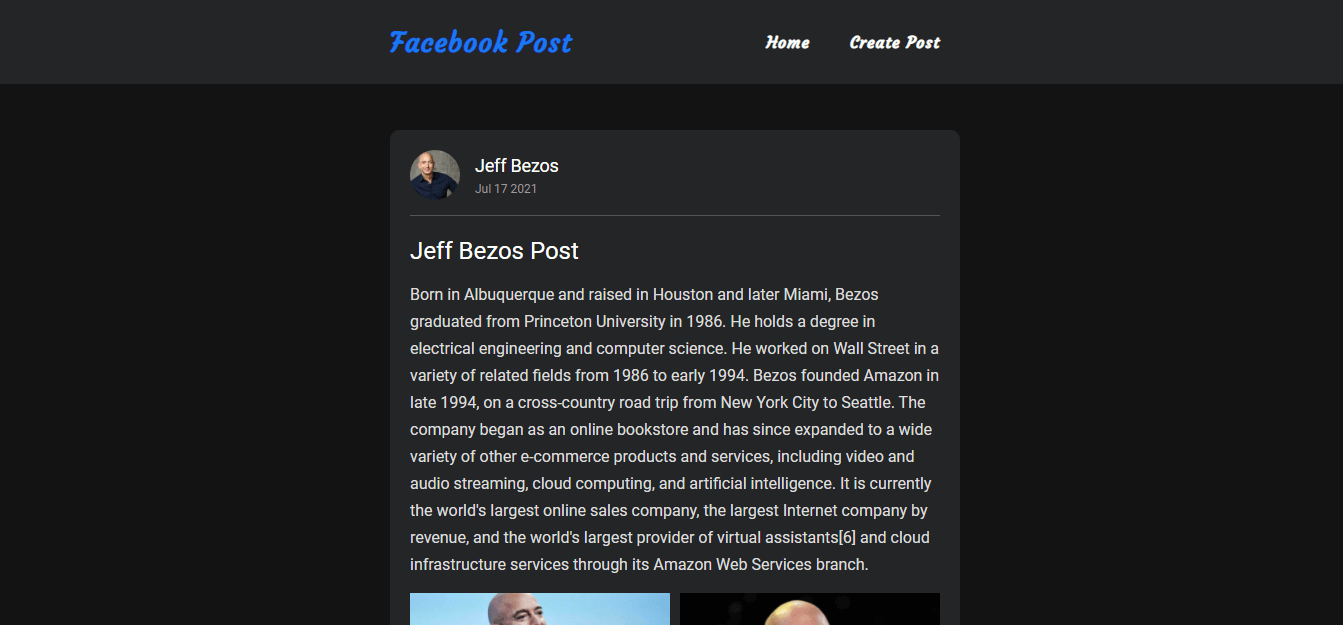 Facebook Post
Home
Create Post
Jeff Bezos
Jul 17 2021
Jeff Bezos Post
Born in Albuquerque and raised in Houston and later Miami, Bezos
graduated from Princeton University in 1986. He holds a degree in
electrical engineering and computer science. He worked on Wall Street in a
variety of related fields from 1986 to early 1994. Bezos founded Amazon in
late 1994, on a cross-country road trip from New York City to Seattle. The
company began as an online bookstore and has since expanded to a wide
variety of other e-commerce products and services, including video and
audio streaming, cloud computing, and artificial intelligence. It is currently
the world's largest online sales company, the largest Internet company by
revenue, and the world's largest provider of virtual assistants[6] and cloud
infrastructure services through its Amazon Web Services branch.